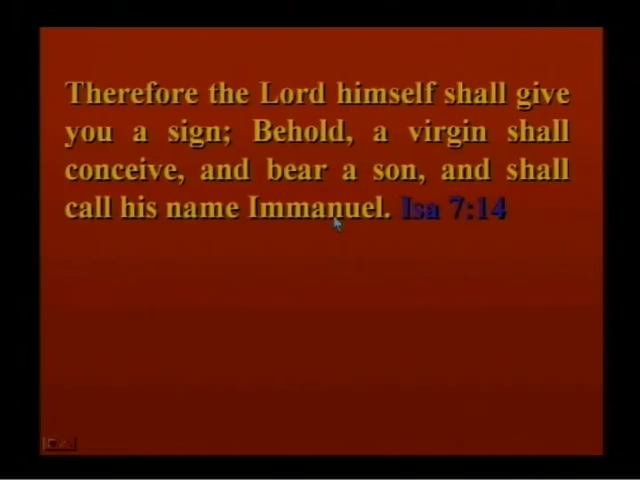 Therefore the Lord himself shall give
you a sign; Behold, a virgin shall
conceive, and bear a son, and shall
call his name Immanuel. Isa 7:14